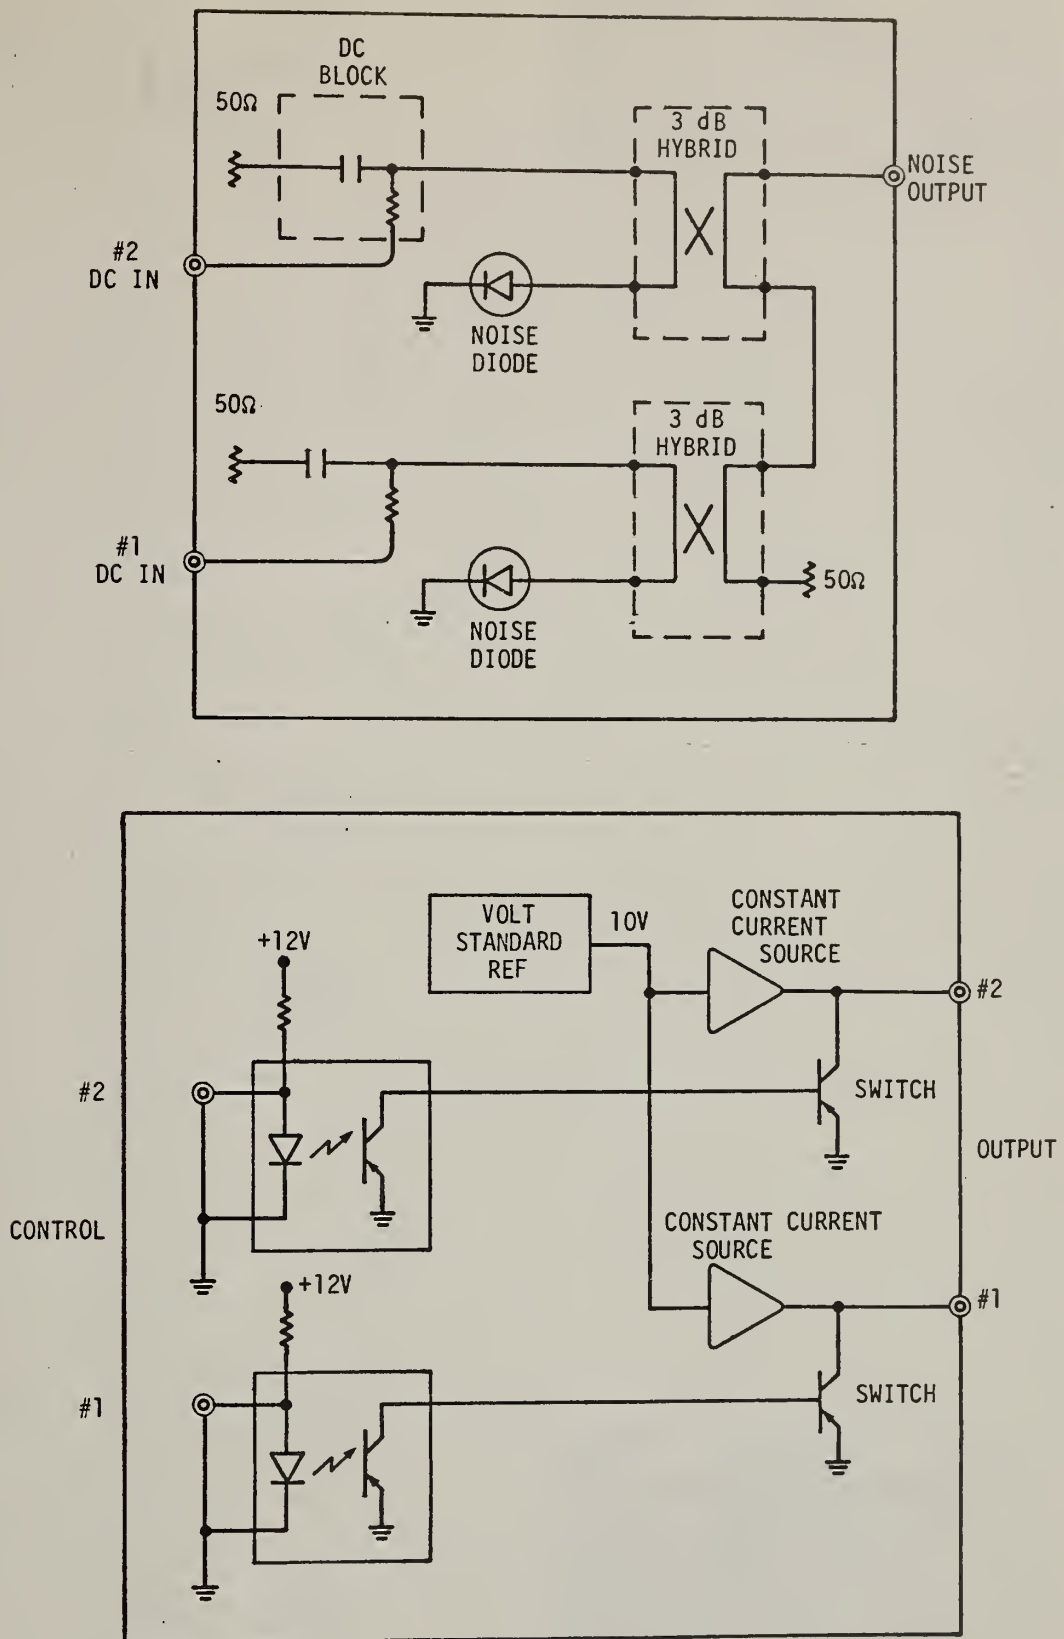 DC
BLOCK
50Ω
3 dB
HYBRID
NOISE
OUTPUT
#2
DC IN
NOISE
DIODE
50Ω
3 dB
HYBRID
#1
DC IN
50Ω
NOISE
DIODE
VOLT
STANDARD
REF
10V
CONSTANT
CURRENT
SOURCE
+12V
#2
#2
SWITCH
OUTPUT
CONTROL
CONSTANT CURRENT
SOURCE
+12V
#1
#1
SWITCH